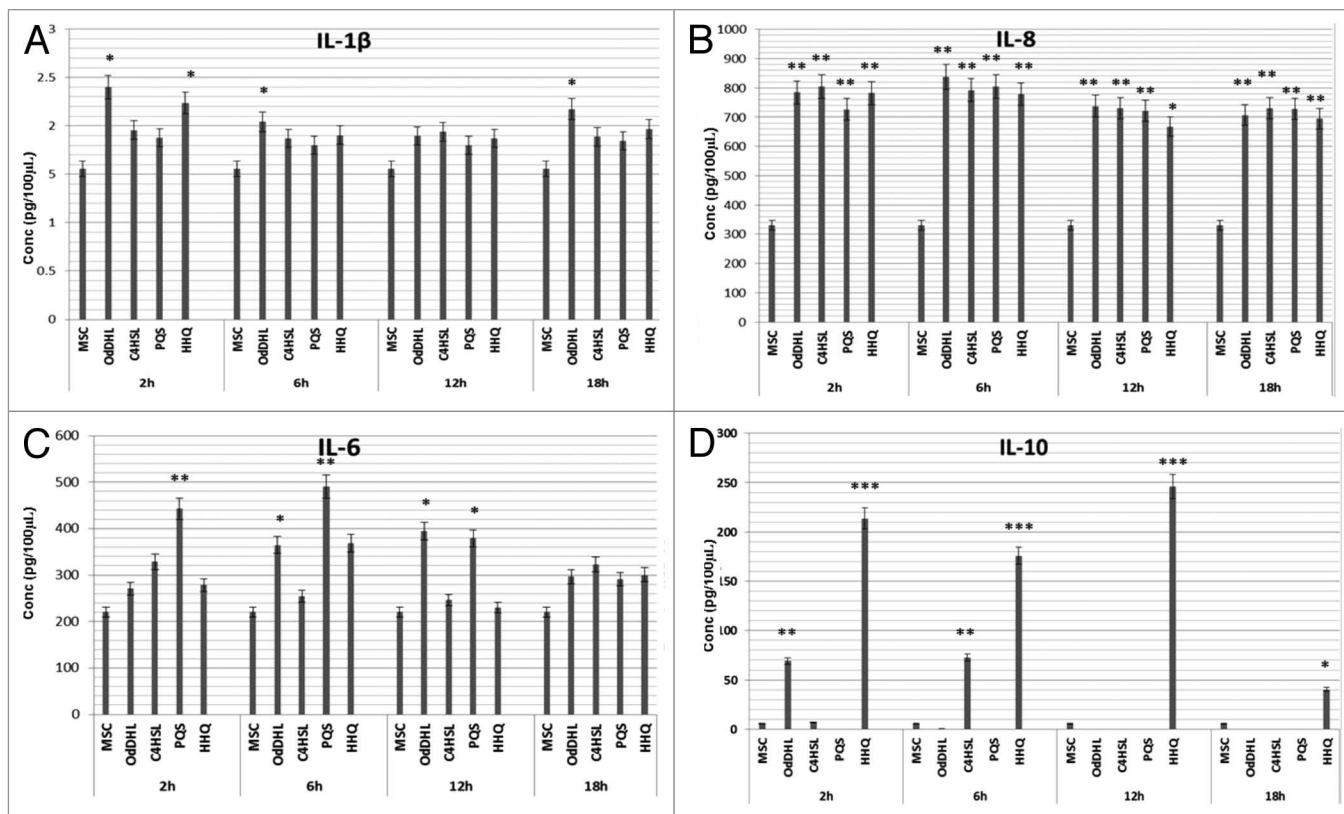 A
IL-1β
*
*
*
*
3
2.5
2
5
1
0.5
0
Conc (pg/100µL)
MSC OdDHL C4HSL PQS HHQ MSC OdDHL C4HSL PQS HHQ MSC OdDHL C4HSL PQS HHQ MSC OdDHL C4HSL PQS HHQ
2h 6h 12h 18h
B
IL-8
** ** ** **
** ** ** **
** ** ** *
** ** ** **
1000
900
800
700
600
500
400
300
200
100
0
Conc (pg/100µL)
MSC OdDHL C4HSL PQS HHQ MSC OdDHL C4HSL PQS HHQ MSC OdDHL C4HSL PQS HHQ MSC OdDHL C4HSL PQS HHQ
2h 6h 12h 18h
C
IL-6
**
* **
* *
600
500
400
300
200
100
0
Conc (pg/100µL)
MSC OdDHL C4HSL PQS HHQ MSC OdDHL C4HSL PQS HHQ MSC OdDHL C4HSL PQS HHQ MSC OdDHL C4HSL PQS HHQ
2h 6h 12h 18h
D
IL-10
** ***
** ***
***
*
300
250
200
150
100
50
0
Conc (pg/100µL)
MSC OdDHL C4HSL PQS HHQ MSC OdDHL C4HSL PQS HHQ MSC OdDHL C4HSL PQS HHQ MSC OdDHL C4HSL PQS HHQ
2h 6h 12h 18h